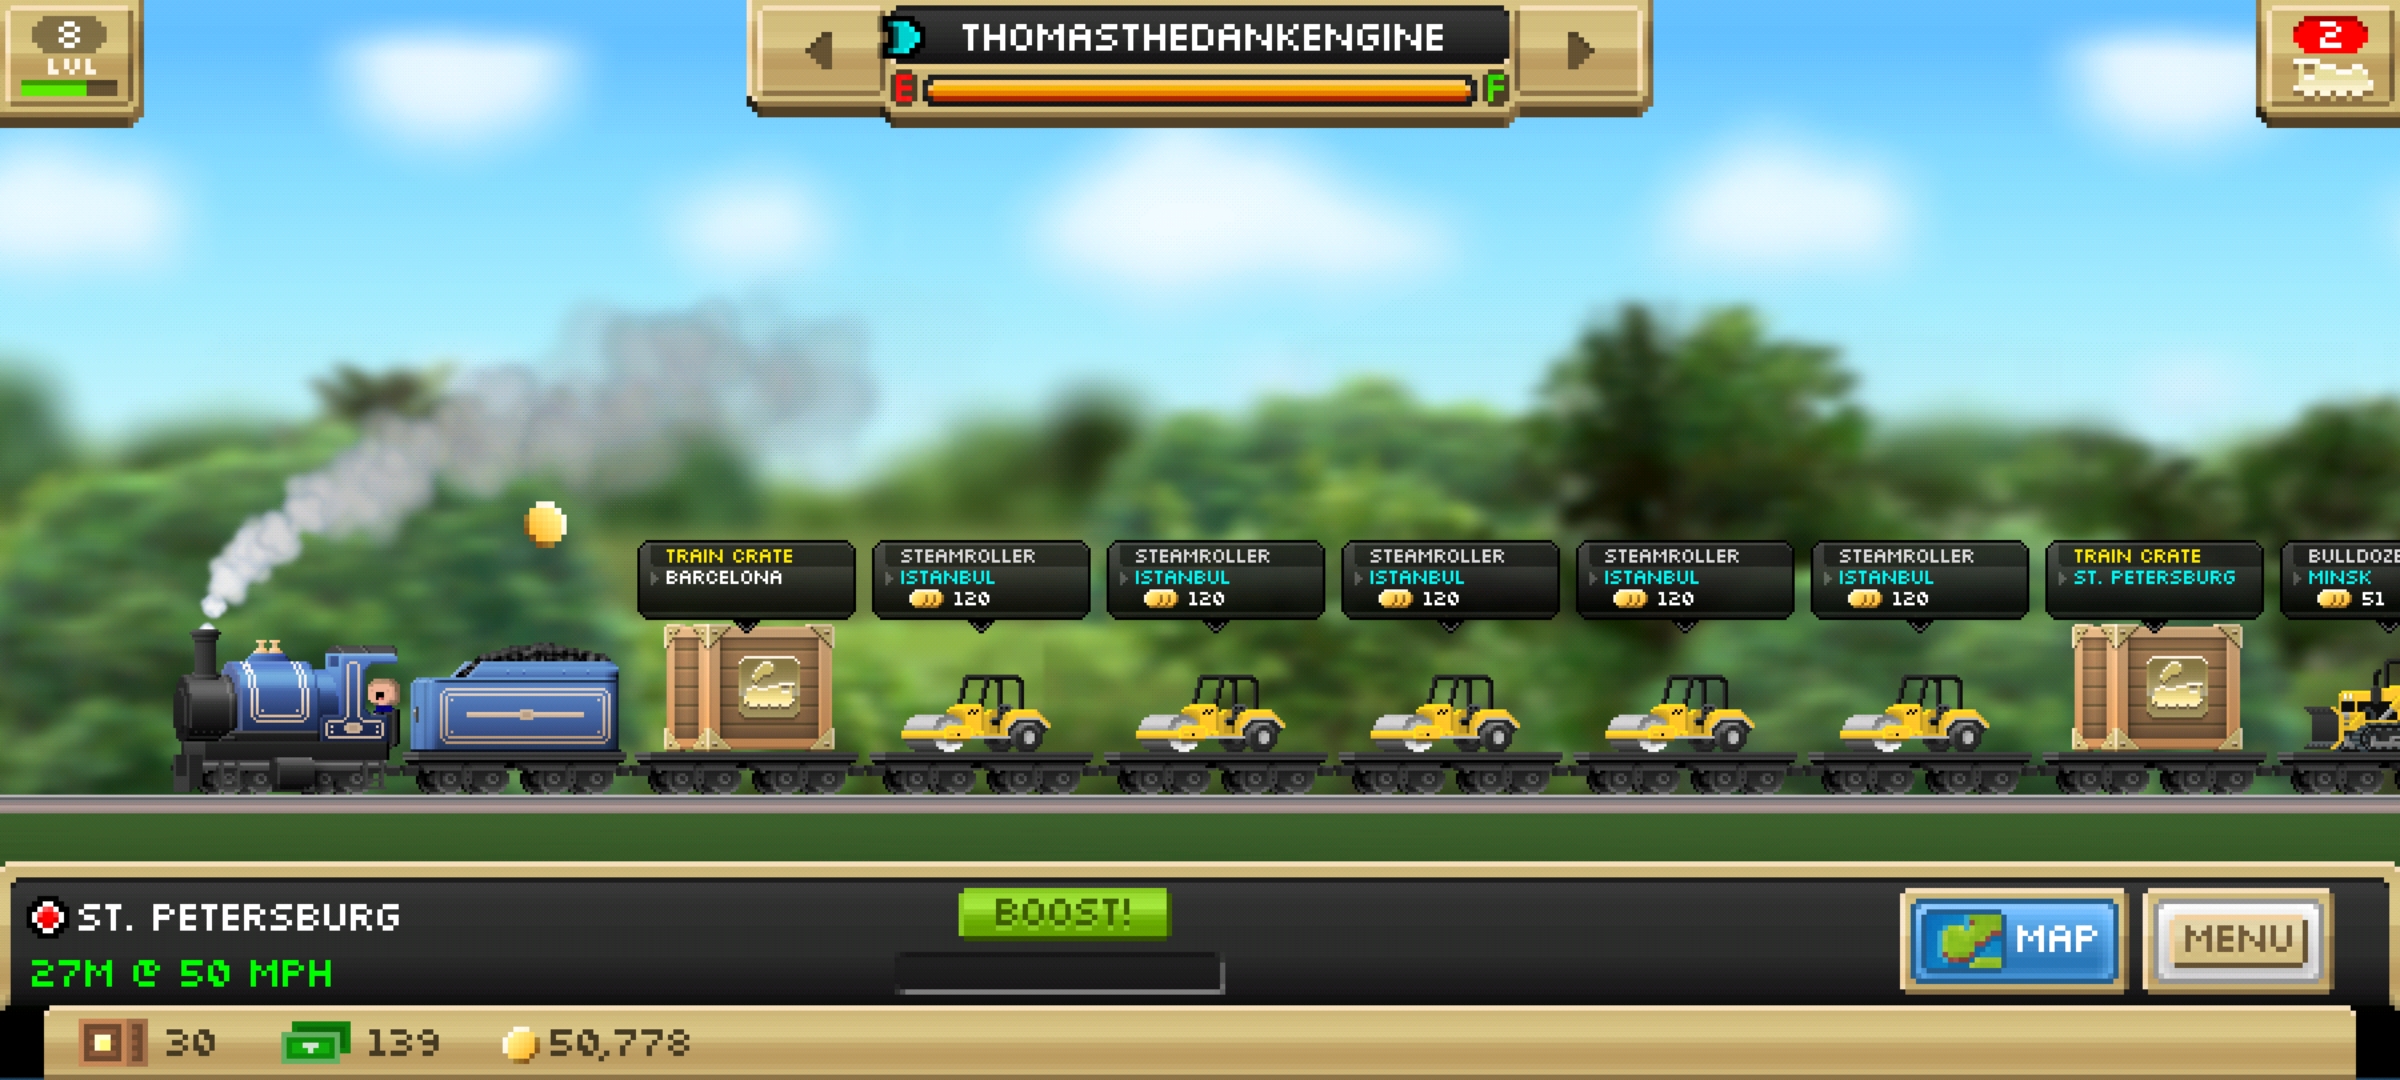 8
LVL
THOMASTHEDANKENGINE
E F
2
TRAIN CRATE
BARCELONA
STEAMROLLER
ISTANBUL
120
STEAMROLLER
ISTANBUL
120
STEAMROLLER
ISTANBUL
120
STEAMROLLER
ISTANBUL
120
STEAMROLLER
ISTANBUL
120
TRAIN CRATE
ST. PETERSBURG
BULLDOZE
MINSK
51
ST. PETERSBURG
27M @ 50 MPH
BOOST!
MAP
MENU
30 139 50,778